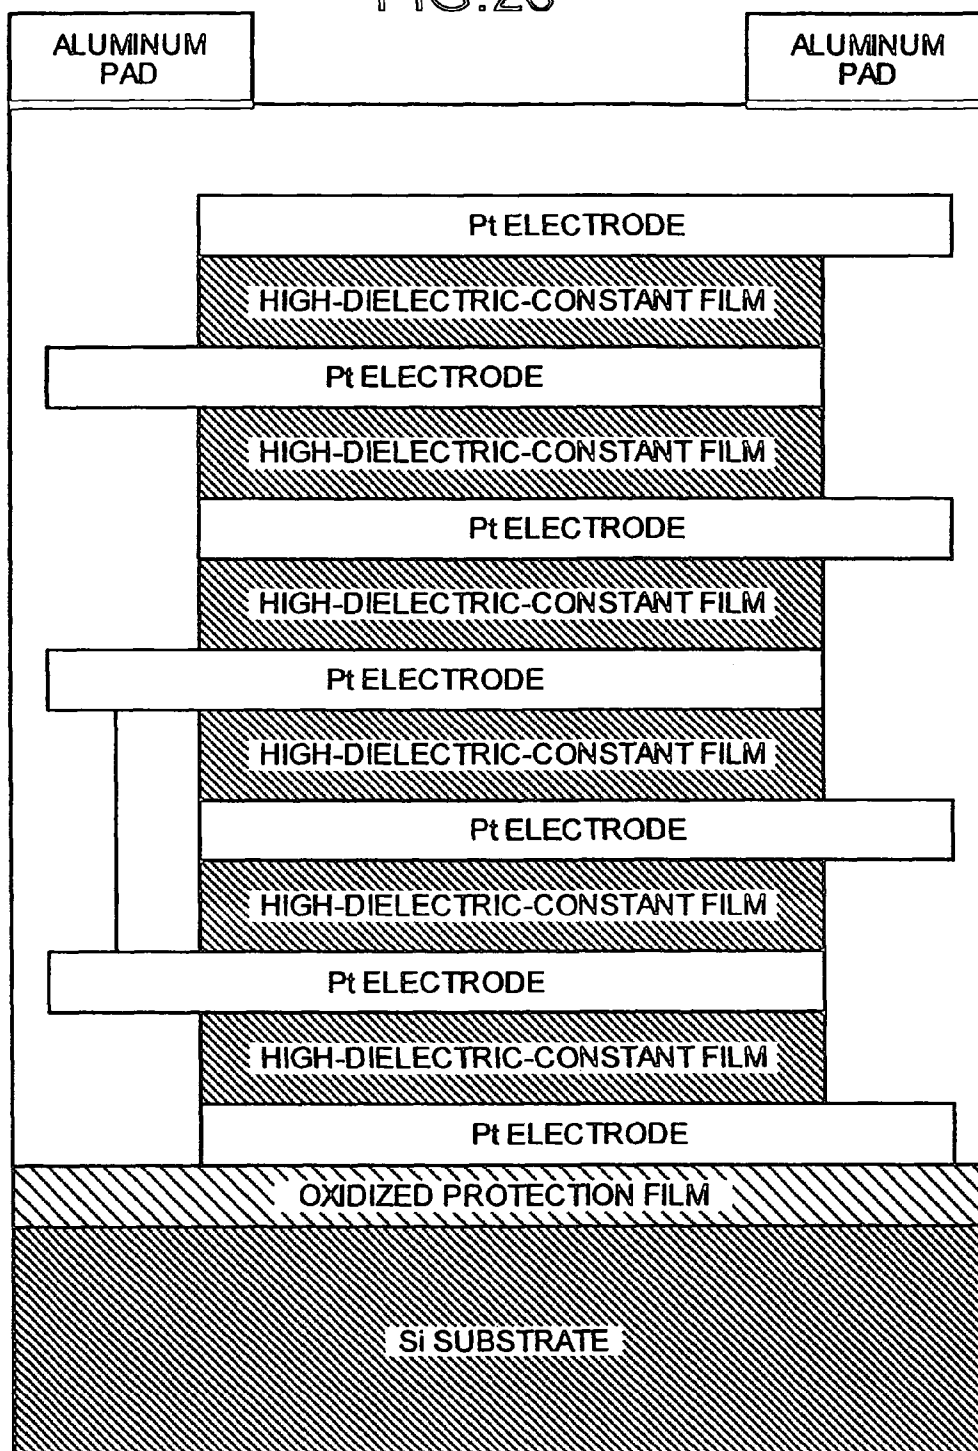 ALUMINUM
PAD
ALUMINUM
PAD
Pt ELECTRODE
HIGH-DIELECTRIC-CONSTANT FILM
Pt ELECTRODE
HIGH-DIELECTRIC-CONSTANT FILM
Pt ELECTRODE
HIGH-DIELECTRIC-CONSTANT FILM
Pt ELECTRODE
HIGH-DIELECTRIC-CONSTANT FILM
Pt ELECTRODE
HIGH-DIELECTRIC-CONSTANT FILM
Pt ELECTRODE
HIGH-DIELECTRIC-CONSTANT FILM
Pt ELECTRODE
OXIDIZED PROTECTION FILM
Si SUBSTRATE